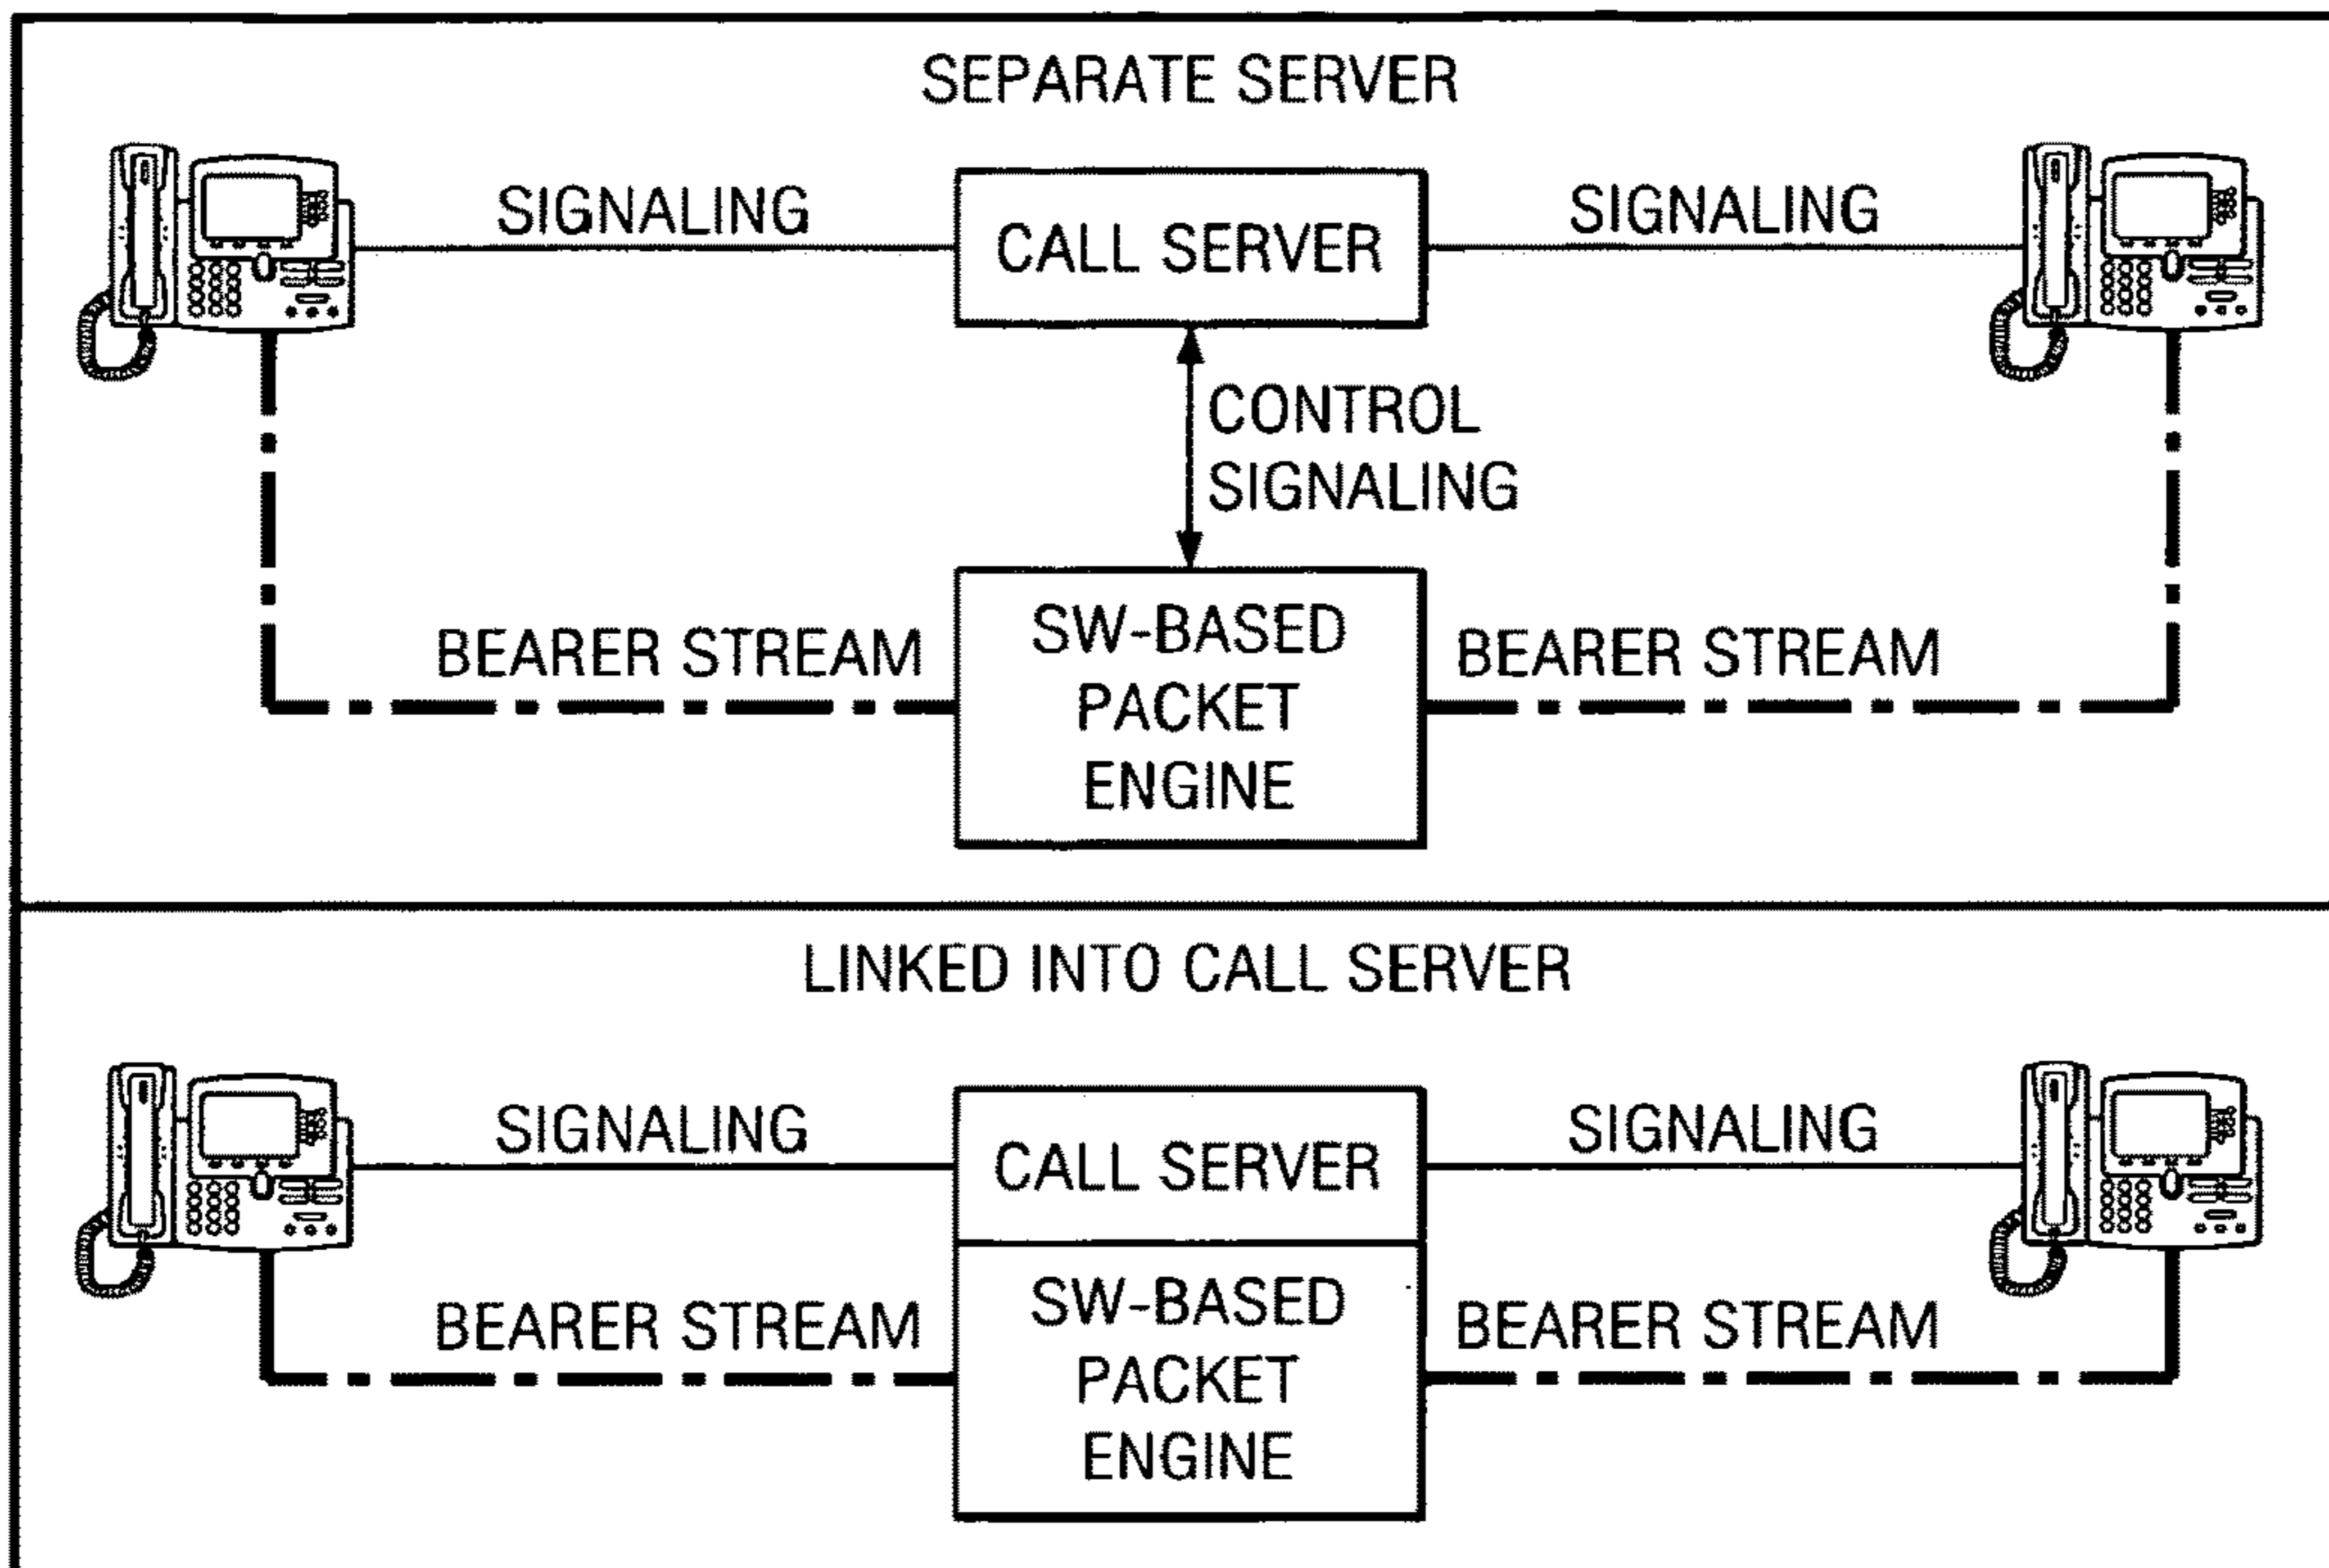 SEPARATE SERVER
SIGNALING
CALL SERVER
SIGNALING
CONTROL
SIGNALING
BEARER STREAM
SW-BASED
PACKET
ENGINE
BEARER STREAM
LINKED INTO CALL SERVER
SIGNALING
CALL SERVER
SIGNALING
BEARER STREAM
SW-BASED
PACKET
ENGINE
BEARER STREAM